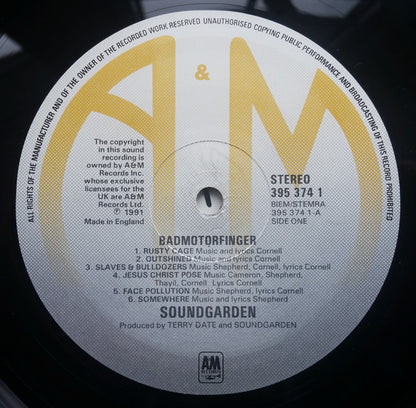 ALL RIGHTS OF THE MANUFACTURER AND OF THE OWNER OF THE RECORDED WORK RESERVED UNAUTHORISED COPYING PUBLIC PERFORMANCE AND BROADCASTING OF THIS RECORD PROHIBITED
A&M
The copyright
in this sound
recording is
owned by A&M
Records Inc.
whose exclusive
licensees for the
UK are A&M
Records Ltd.
℗ 1991
Made in England
STEREO
395 374 1
BIEM/STEMRA
395 374 1-A
SIDE ONE
BADMOTORFINGER
1. RUSTY CAGE Music and lyrics Cornell
2. OUTSHINED Music and lyrics Cornell
3. SLAVES & BULLDOZERS Music Shepherd, Cornell, lyrics Cornell
4. JESUS CHRIST POSE Music Cameron, Shepherd,
Thayil, Cornell Lyrics Cornell
5. FACE POLLUTION Music Shepherd, lyrics Cornell
6. SOMEWHERE Music and lyrics Shepherd
SOUNDGARDEN
Produced by TERRY DATE and SOUNDGARDEN
AM
RECORDS